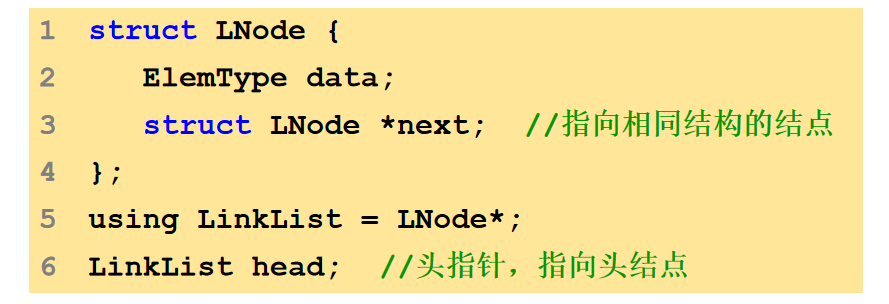 1 struct LNode {
2 ElemType data;
3 struct LNode *next; //指向相同结构的结点
4 };
5 using LinkList = LNode*;
6 LinkList head; //头指针，指向头结点